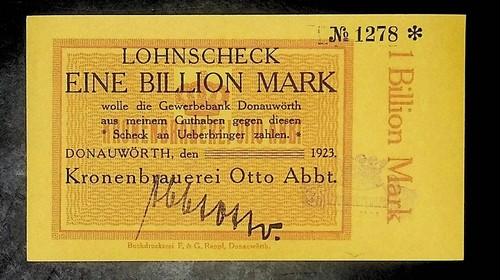 № 1278 *
LOHNSCHECK
EINE BILLION MARK
wolle die Gewerbebank Donauwörth
aus meinem Guthaben gegen diesen
* Scheck an Ueberbringer zahlen. *
DONAUWÖRTH, den 1923.
Kronenbrauerei Otto Abbt.
Buchdruckerei F. & G. Rappl, Donauwörth.
1 Billion Mark